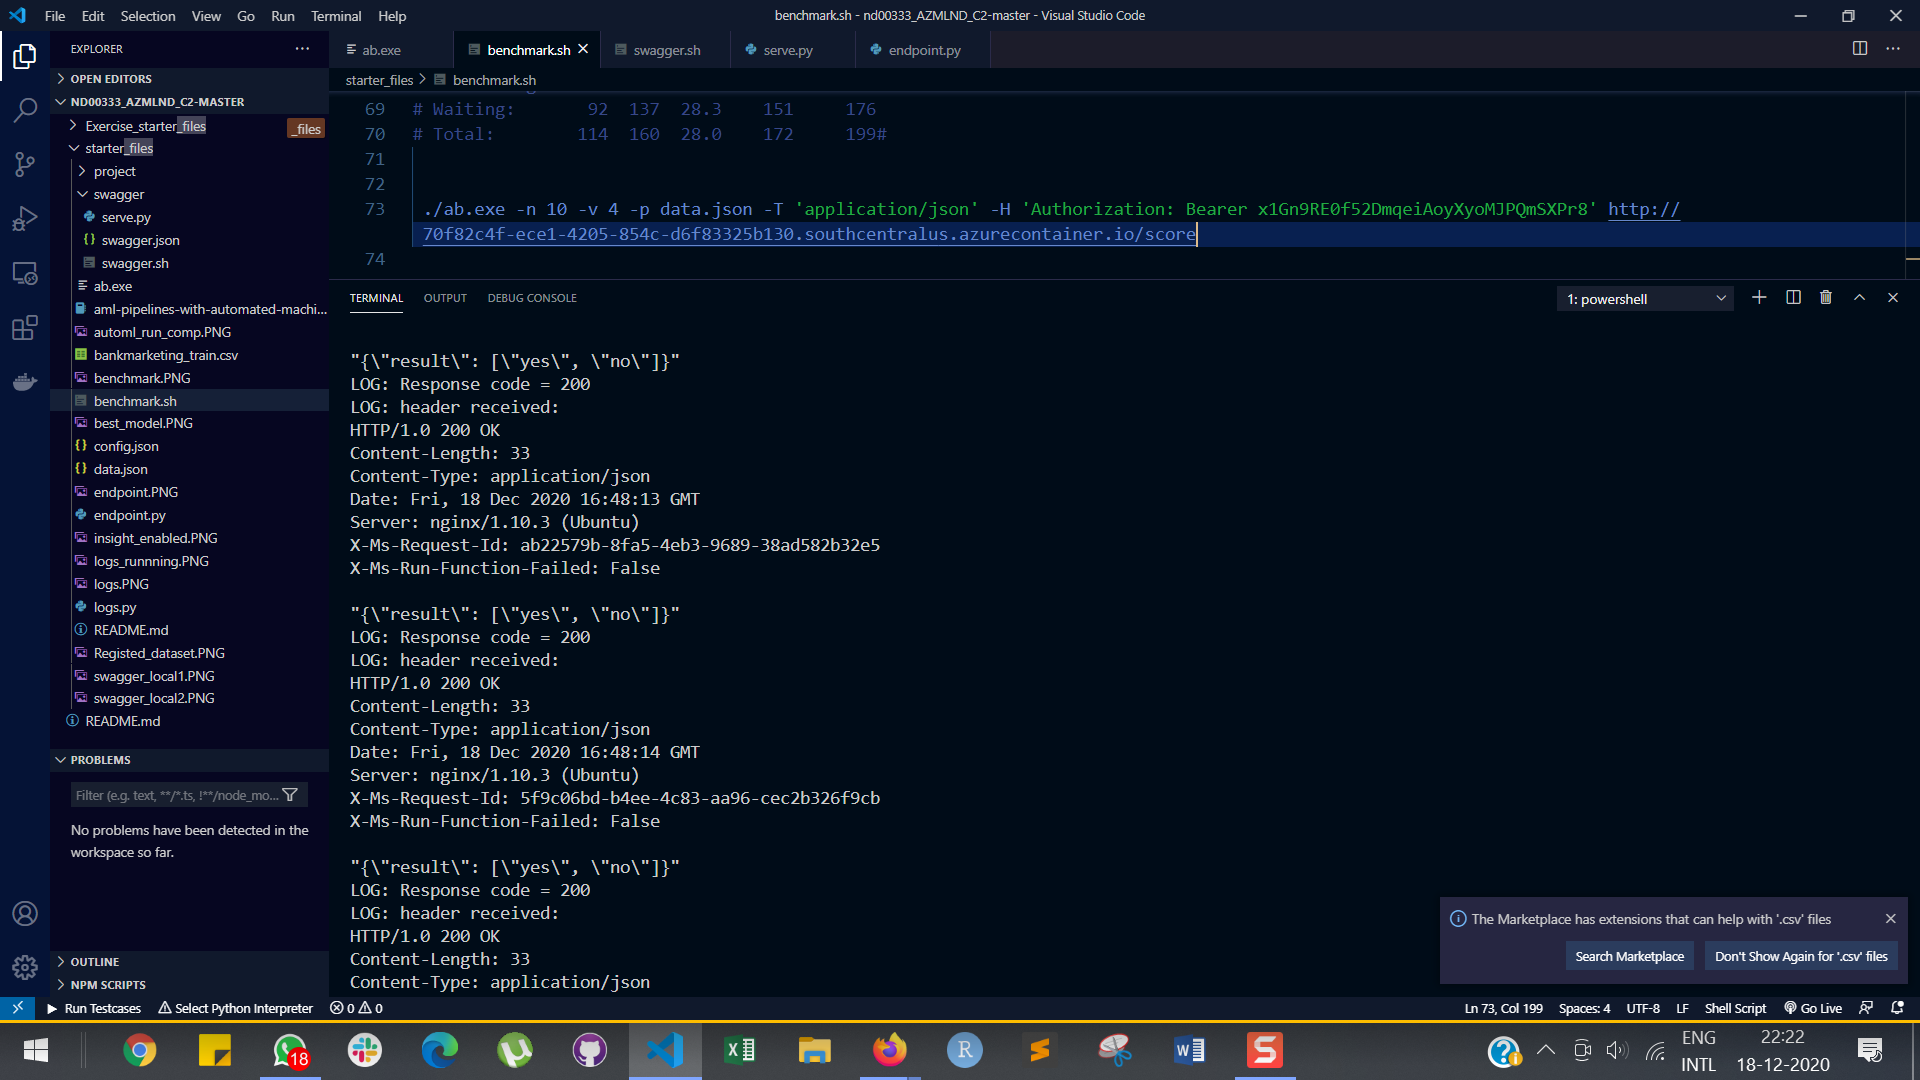 File Edit Selection View Go Run Terminal Help
benchmark.sh - nd00333_AZMLND_C2-master - Visual Studio Code
EXPLORER
OPEN EDITORS
ND00333_AZMLND_C2-MASTER
Exercise_starter_files
_files
starter_files
project
swagger
serve.py
swagger.json
swagger.sh
ab.exe
aml-pipelines-with-automated-machi...
automl_run_comp.PNG
bankmarketing_train.csv
benchmark.PNG
benchmark.sh
best_model.PNG
config.json
data.json
endpoint.PNG
endpoint.py
insight_enabled.PNG
logs_runnning.PNG
logs.PNG
logs.py
README.md
Registed_dataset.PNG
swagger_local1.PNG
swagger_local2.PNG
README.md
PROBLEMS
Filter (e.g. text, **/*.ts, !**/node_mo...
No problems have been detected in the
workspace so far.
OUTLINE
NPM SCRIPTS
ab.exe benchmark.sh swagger.sh serve.py endpoint.py
starter_files > benchmark.sh
69 # Waiting: 92 137 28.3 151 176
70 # Total: 114 160 28.0 172 199#
71
72
73 ./ab.exe -n 10 -v 4 -p data.json -T 'application/json' -H 'Authorization: Bearer x1Gn9RE0f52DmqeiAoyXyoMJPQmSXPr8' http://
70f82c4f-ece1-4205-854c-d6f83325b130.southcentralus.azurecontainer.io/score
74
TERMINAL OUTPUT DEBUG CONSOLE
1: powershell
"{\"result\": [\"yes\", \"no\"]}"
LOG: Response code = 200
LOG: header received:
HTTP/1.0 200 OK
Content-Length: 33
Content-Type: application/json
Date: Fri, 18 Dec 2020 16:48:13 GMT
Server: nginx/1.10.3 (Ubuntu)
X-Ms-Request-Id: ab22579b-8fa5-4eb3-9689-38ad582b32e5
X-Ms-Run-Function-Failed: False
"{\"result\": [\"yes\", \"no\"]}"
LOG: Response code = 200
LOG: header received:
HTTP/1.0 200 OK
Content-Length: 33
Content-Type: application/json
Date: Fri, 18 Dec 2020 16:48:14 GMT
Server: nginx/1.10.3 (Ubuntu)
X-Ms-Request-Id: 5f9c06bd-b4ee-4c83-aa96-cec2b326f9cb
X-Ms-Run-Function-Failed: False
"{\"result\": [\"yes\", \"no\"]}"
LOG: Response code = 200
LOG: header received:
HTTP/1.0 200 OK
Content-Length: 33
Content-Type: application/json
The Marketplace has extensions that can help with '.csv' files
Search Marketplace
Don't Show Again for '.csv' files
Run Testcases Select Python Interpreter 0 0
Ln 73, Col 199 Spaces: 4 UTF-8 LF Shell Script Go Live
18
R
S
ENG
INTL
22:22
18-12-2020